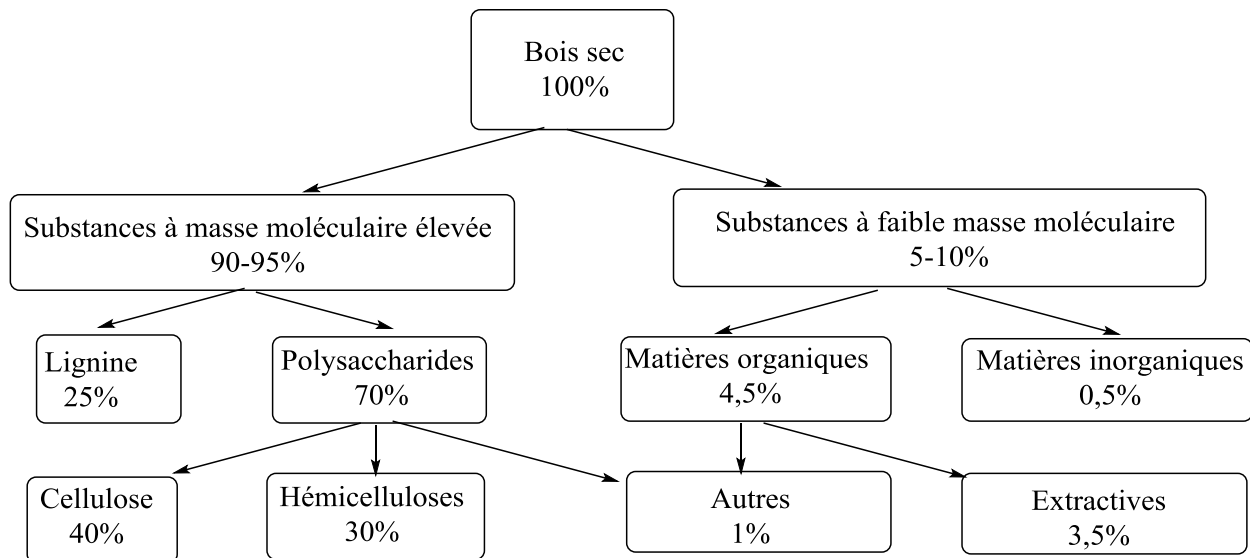 Bois sec
100%
Substances à masse moléculaire élevée
90-95%
Substances à faible masse moléculaire
5-10%
Lignine
25%
Polysaccharides
70%
Matières organiques
4,5%
Matières inorganiques
0,5%
Cellulose
40%
Hémicelluloses
30%
Autres
1%
Extractives
3,5%